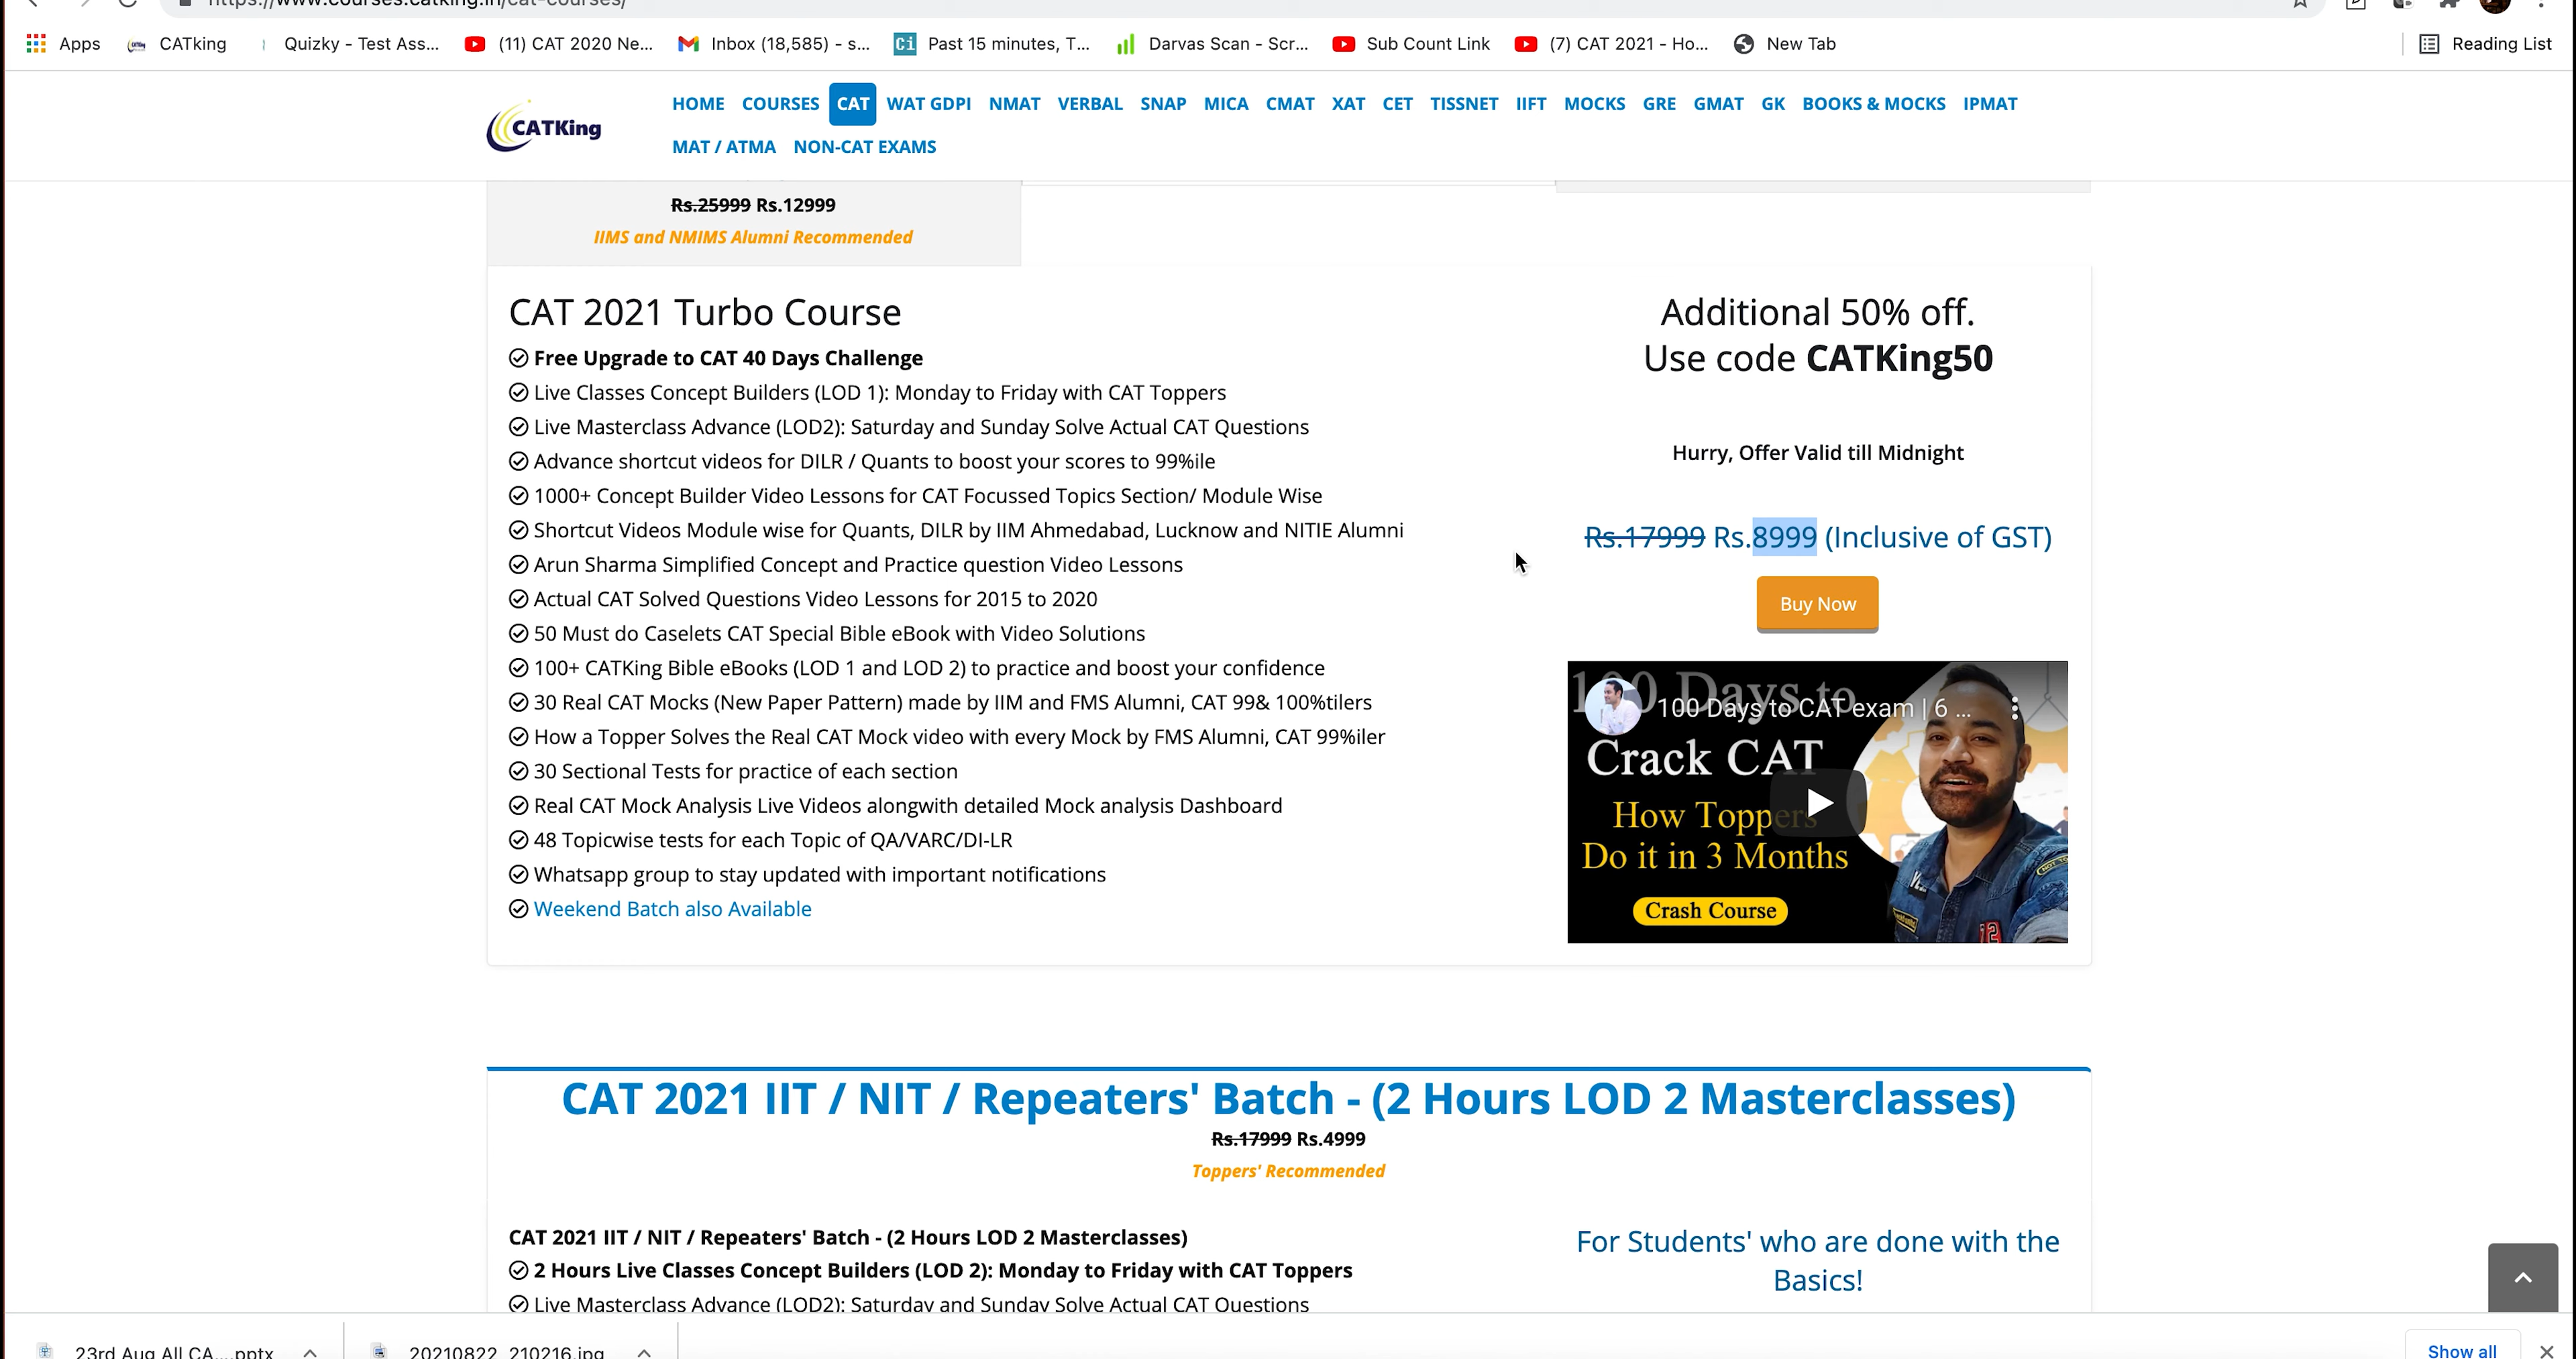 https://www.courses.catking.in/cat-courses/
Apps CATking Quizky - Test Ass... (11) CAT 2020 Ne... Inbox (18,585) - s... Ci Past 15 minutes, T... Darvas Scan - Scr... Sub Count Link (7) CAT 2021 - Ho... New Tab Reading List
CATKing
HOME COURSES CAT WAT GDPI NMAT VERBAL SNAP MICA CMAT XAT CET TISSNET IIFT MOCKS GRE GMAT GK BOOKS & MOCKS IPMAT
MAT / ATMA NON-CAT EXAMS
Rs.25999 Rs.12999
IIMS and NMIMS Alumni Recommended
CAT 2021 Turbo Course
Free Upgrade to CAT 40 Days Challenge
Live Classes Concept Builders (LOD 1): Monday to Friday with CAT Toppers
Live Masterclass Advance (LOD2): Saturday and Sunday Solve Actual CAT Questions
Advance shortcut videos for DILR / Quants to boost your scores to 99%ile
1000+ Concept Builder Video Lessons for CAT Focussed Topics Section/ Module Wise
Shortcut Videos Module wise for Quants, DILR by IIM Ahmedabad, Lucknow and NITIE Alumni
Arun Sharma Simplified Concept and Practice question Video Lessons
Actual CAT Solved Questions Video Lessons for 2015 to 2020
50 Must do Caselets CAT Special Bible eBook with Video Solutions
100+ CATKing Bible eBooks (LOD 1 and LOD 2) to practice and boost your confidence
30 Real CAT Mocks (New Paper Pattern) made by IIM and FMS Alumni, CAT 99& 100%tilers
How a Topper Solves the Real CAT Mock video with every Mock by FMS Alumni, CAT 99%iler
30 Sectional Tests for practice of each section
Real CAT Mock Analysis Live Videos alongwith detailed Mock analysis Dashboard
48 Topicwise tests for each Topic of QA/VARC/DI-LR
Whatsapp group to stay updated with important notifications
Weekend Batch also Available
Additional 50% off.
Use code CATKing50
Hurry, Offer Valid till Midnight
Rs.17999 Rs.8999 (Inclusive of GST)
Buy Now
100 Days to
100 Days to CAT exam | 6 ...
Crack CAT
How Toppers
Do it in 3 Months
Crash Course
CAT 2021 IIT / NIT / Repeaters' Batch - (2 Hours LOD 2 Masterclasses)
Rs.17999 Rs.4999
Toppers' Recommended
CAT 2021 IIT / NIT / Repeaters' Batch - (2 Hours LOD 2 Masterclasses)
2 Hours Live Classes Concept Builders (LOD 2): Monday to Friday with CAT Toppers
Live Masterclass Advance (LOD2): Saturday and Sunday Solve Actual CAT Questions
For Students' who are done with the
Basics!
23rd Aug All CA....pptx 20210822_210216.jpg Show all